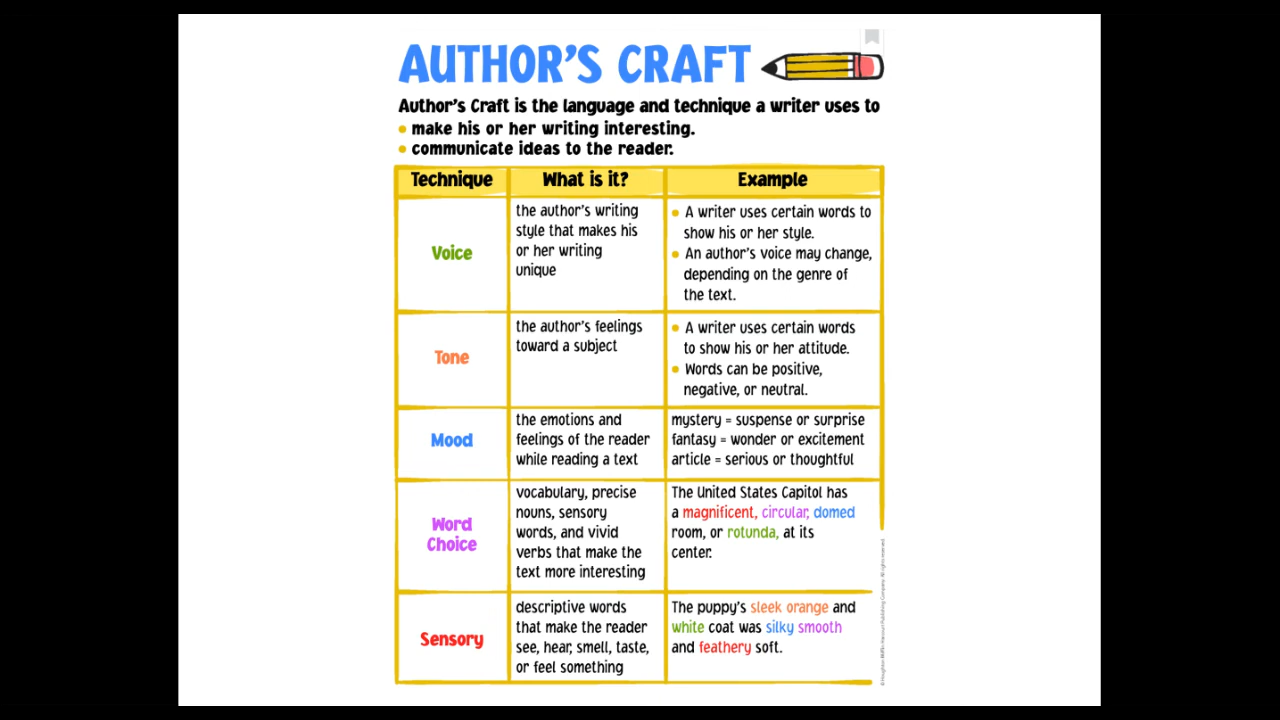 AUTHOR'S CRAFT
Author's Craft is the language and technique a writer uses to
• make his or her writing interesting.
• communicate ideas to the reader.
Technique What is it? Example
Voice
the author's writing
style that makes his
or her writing
unique
• A writer uses certain words to
show his or her style.
• An author's voice may change,
depending on the genre of
the text.
Tone
the author's feelings
toward a subject
• A writer uses certain words
to show his or her attitude.
• Words can be positive,
negative, or neutral.
Mood
the emotions and
feelings of the reader
while reading a text
mystery = suspense or surprise
fantasy = wonder or excitement
article = serious or thoughtful
Word
Choice
vocabulary, precise
nouns, sensory
words, and vivid
verbs that make the
text more interesting
The United States Capitol has
a magnificent, circular, domed
room, or rotunda, at its
center.
Sensory
descriptive words
that make the reader
see, hear, smell, taste,
or feel something
The puppy's sleek orange and
white coat was silky smooth
and feathery soft.
© Houghton Mifflin Harcourt Publishing Company. All rights reserved.